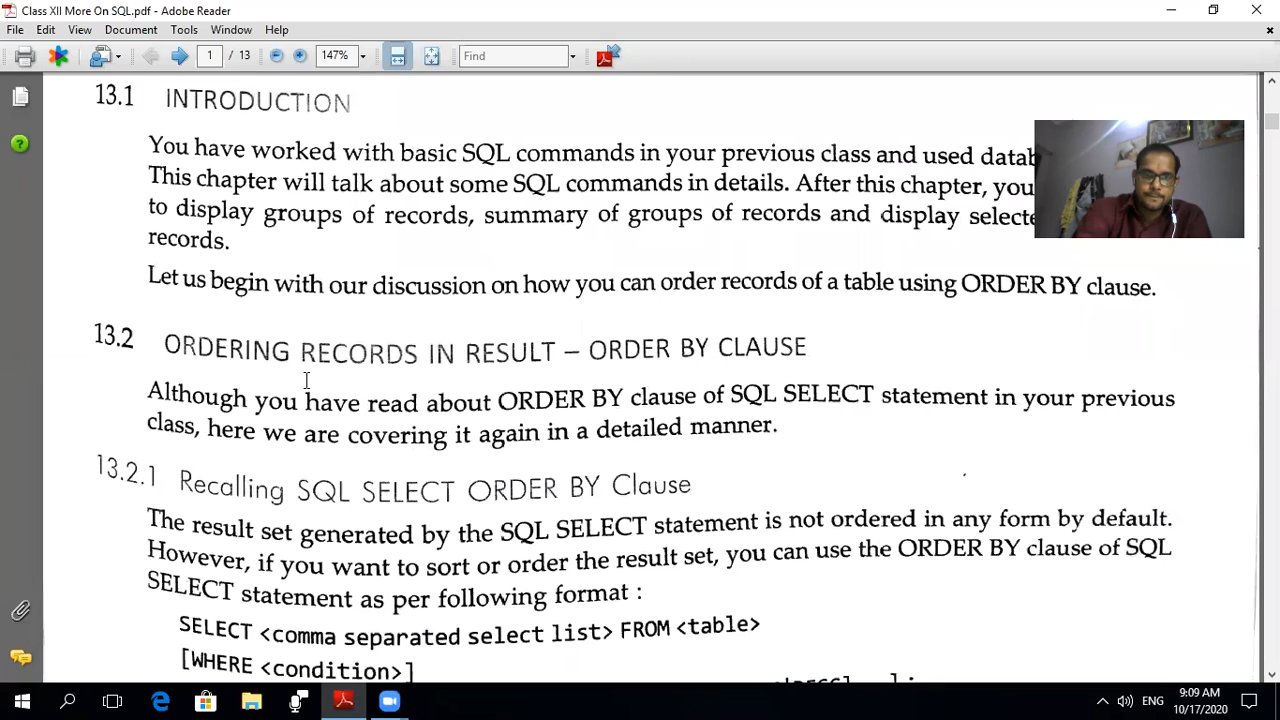 Class XII More On SQL.pdf - Adobe Reader
File Edit View Document Tools Window Help
1 / 13 147% Find
13.1 INTRODUCTION
You have worked with basic SQL commands in your previous class and used datab
This chapter will talk about some SQL commands in details. After this chapter, you
to display groups of records, summary of groups of records and display selecte
records.
Let us begin with our discussion on how you can order records of a table using ORDER BY clause.
13.2 ORDERING RECORDS IN RESULT – ORDER BY CLAUSE
Although you have read about ORDER BY clause of SQL SELECT statement in your previous
class, here we are covering it again in a detailed manner.
13.2.1 Recalling SQL SELECT ORDER BY Clause
The result set generated by the SQL SELECT statement is not ordered in any form by default.
However, if you want to sort or order the result set, you can use the ORDER BY clause of SQL
SELECT statement as per following format :
SELECT <comma separated select list> FROM <table>
[WHERE <condition>]
ENG 9:09 AM
10/17/2020